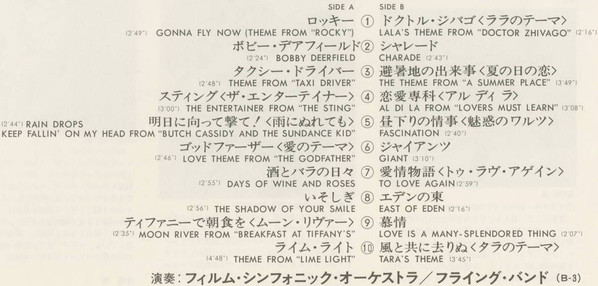 SIDE A SIDE B
ロッキー ① ドクトル・ジバゴ〈ララのテーマ〉
(2'49") GONNA FLY NOW (THEME FROM "ROCKY") LALA'S THEME FROM "DOCTOR ZHIVAGO" (2'16")
ボビー・デアフィールド ② シャレード
(2'24") BOBBY DEERFIELD CHARADE (2'43")
タクシー・ドライバー ③ 避暑地の出来事〈夏の日の恋〉
(2'48") THEME FROM "TAXI DRIVER" THE THEME FROM "A SUMMER PLACE" (3'49")
スティング〈ザ・エンターテイナー〉 ④ 恋愛専科〈アル ディ ラ〉
(3'00") THE ENTERTAINER FROM "THE STING" AL DI LA FROM "LOVERS MUST LEARN" (3'08")
明日に向って撃て!〈雨にぬれても〉 ⑤ 昼下りの情事〈魅惑のワルツ〉
(2'44") RAIN DROPS KEEP FALLIN' ON MY HEAD FROM "BUTCH CASSIDY AND THE SUNDANCE KID" FASCINATION (2'40")
ゴッドファーザー〈愛のテーマ〉 ⑥ ジャイアンツ
(2'46") LOVE THEME FROM "THE GODFATHER" GIANT (3'10")
酒とバラの日々 ⑦ 愛情物語〈トゥ・ラヴ・アゲイン〉
(2'55") DAYS OF WINE AND ROSES TO LOVE AGAIN (2'59")
いそしぎ ⑧ エデンの東
(2'56") THE SHADOW OF YOUR SMILE EAST OF EDEN (2'16")
ティファニーで朝食を〈ムーン・リヴァー〉 ⑨ 慕情
(2'35") MOON RIVER FROM "BREAKFAST AT TIFFANY'S" LOVE IS A MANY-SPLENDORED THING (2'07")
ライム・ライト ⑩ 風と共に去りぬ〈タラのテーマ〉
(4'48") THEME FROM "LIME LIGHT" TARA'S THEME (3'45")
演奏:フィルム・シンフォニック・オーケストラ/フライング・バンド (B-3)